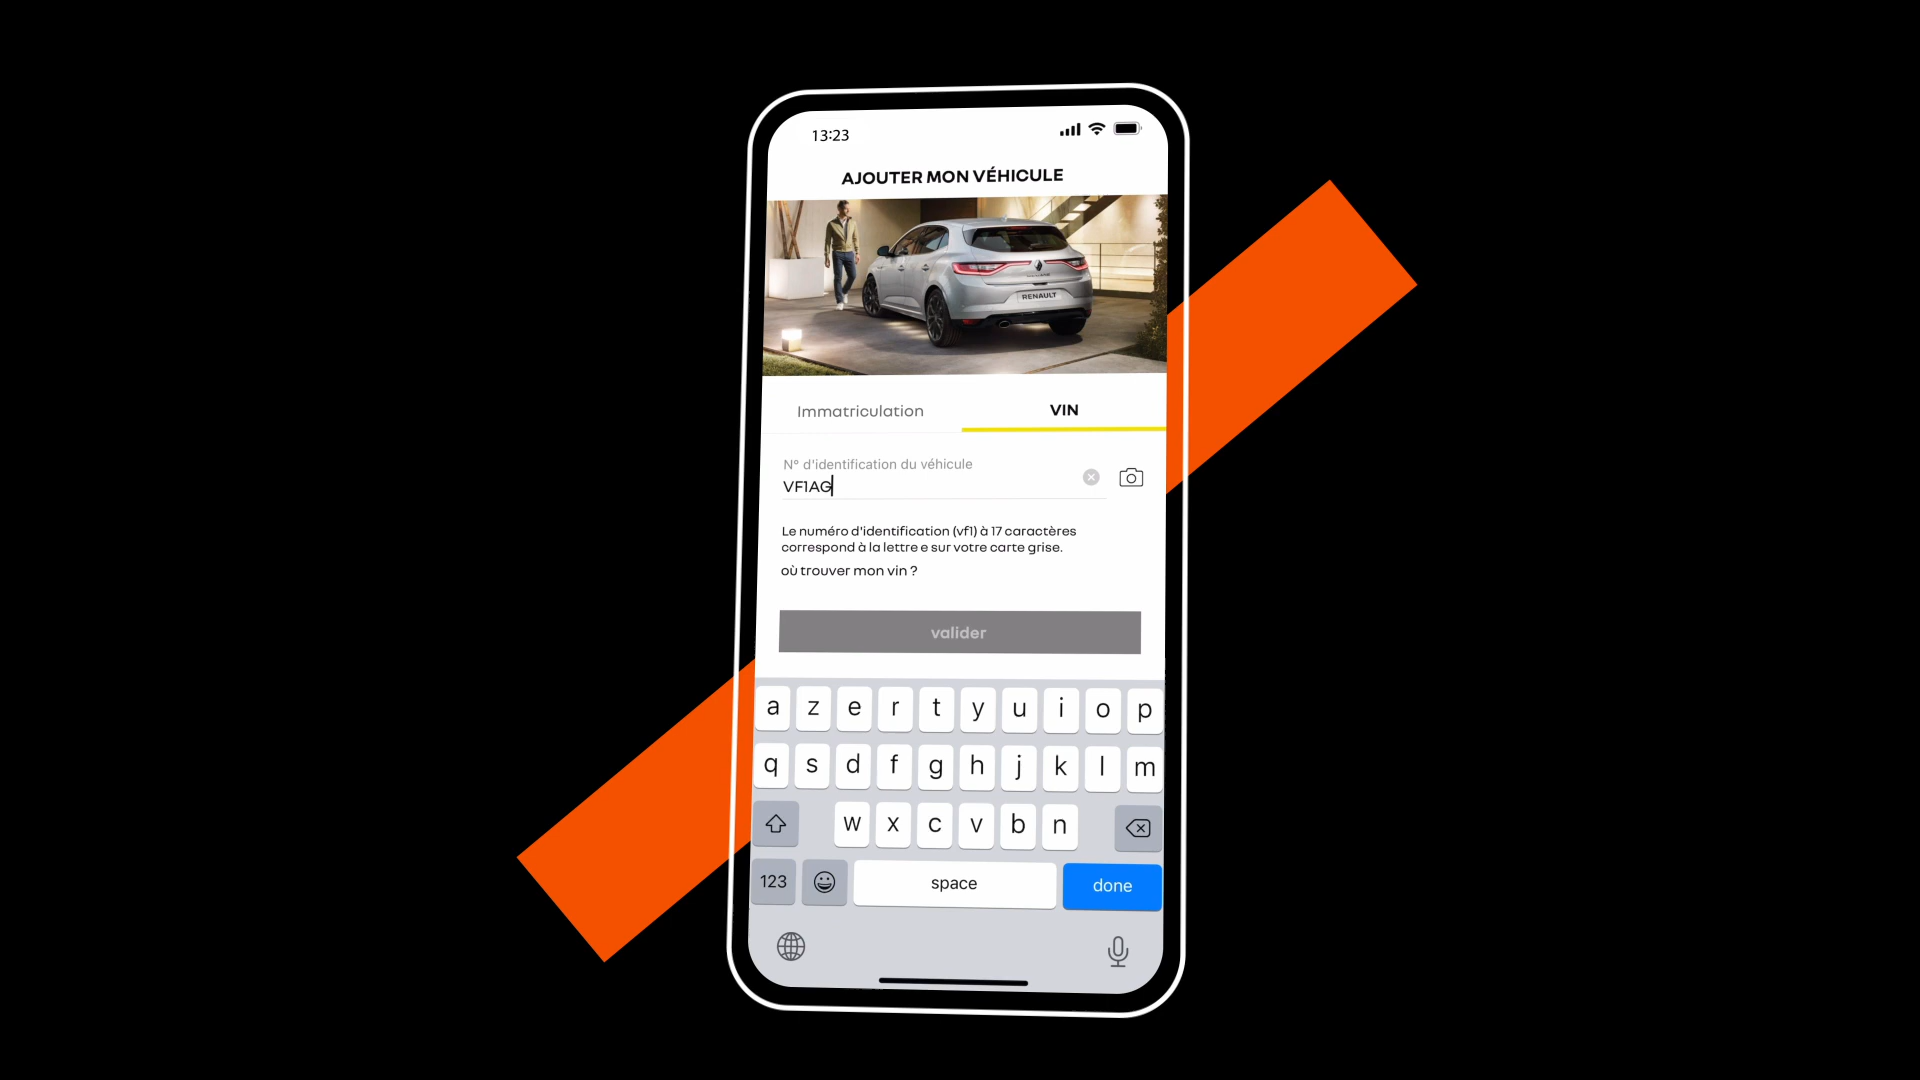 13:23
AJOUTER MON VÉHICULE
RENAULT
Immatriculation
VIN
N° d'identification du véhicule
VF1AG
Le numéro d'identification (vf1) à 17 caractères
correspond à la lettre e sur votre carte grise.
où trouver mon vin ?
valider
a z e r t y u i o p
q s d f g h j k l m
w x c v b n
123
space
done